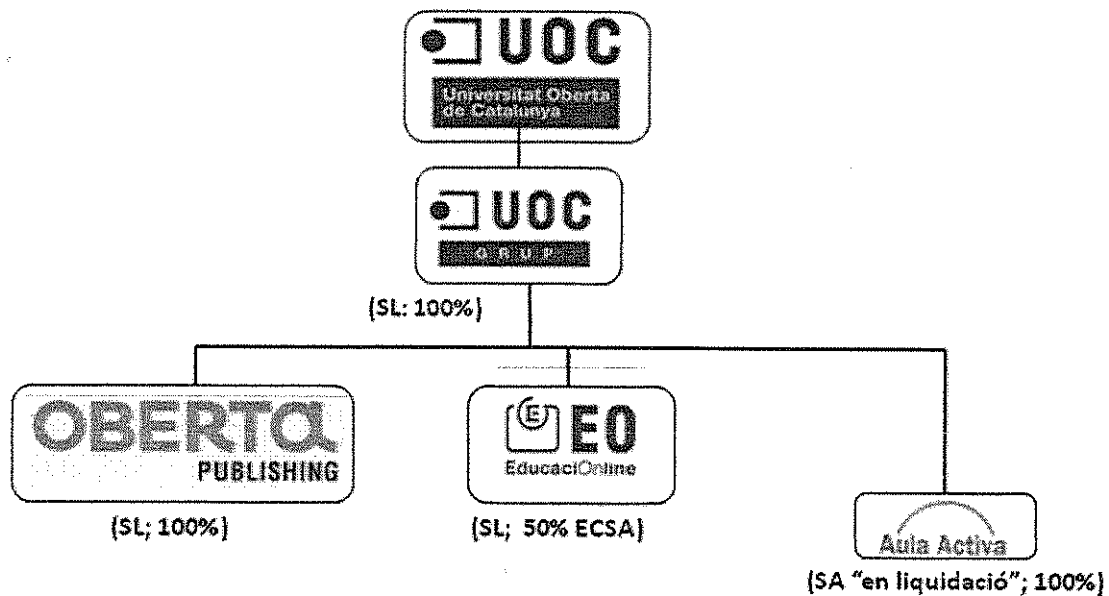 UOC
Universitat Oberta
de Catalunya
UOC
GRUP
(SL: 100%)
OBERTA
PUBLISHING
(SL; 100%)
E
EO
EducaciOnline
(SL; 50% ECSA)
Aula Activa
(SA "en liquidació"; 100%)